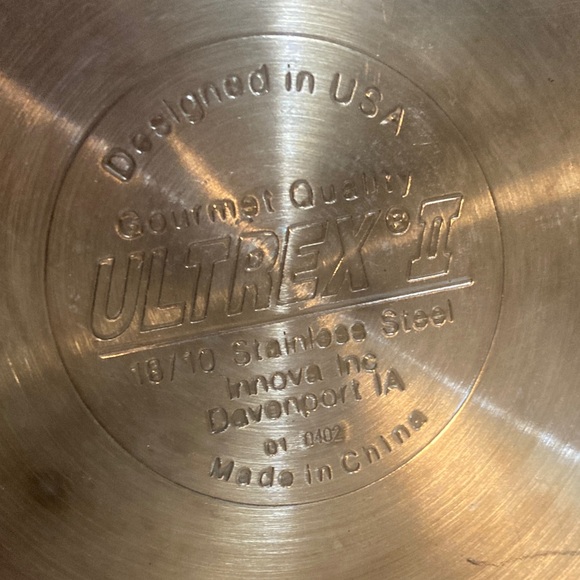 Designed in USA
Gourmet Quality
ULTREX® II
18/10 Stainless Steel
Innova Inc
Davenport IA
01 0402
Made in China